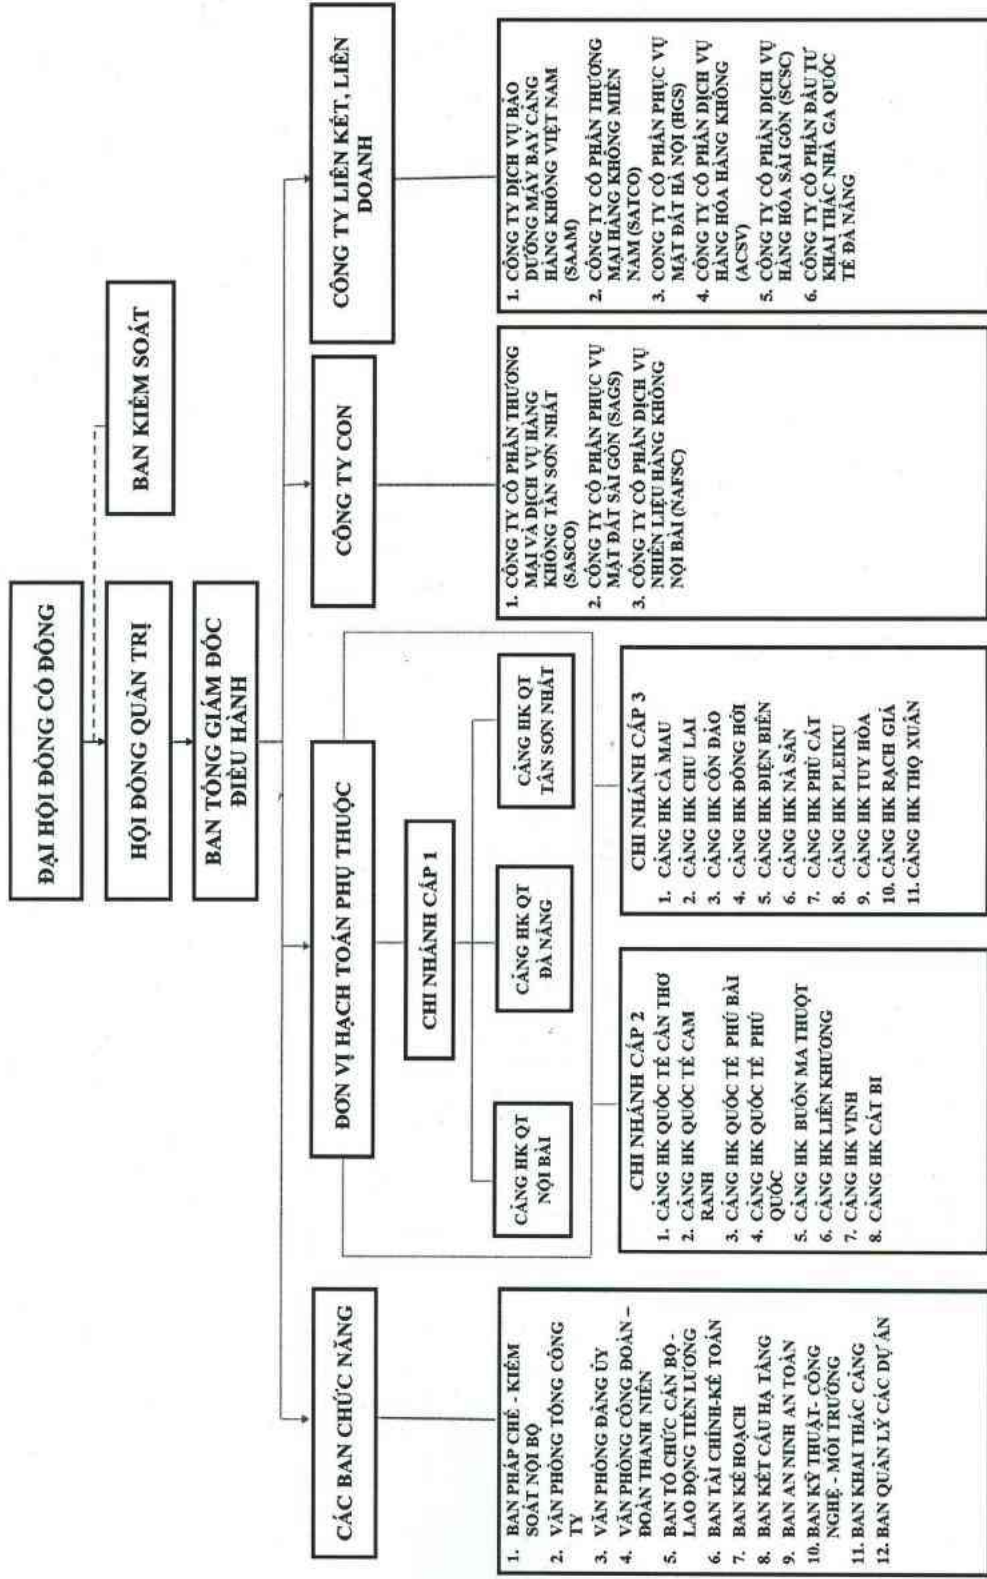 ĐẠI HỘI ĐỒNG CỔ ĐÔNG
BAN KIỂM SOÁT
HỘI ĐỒNG QUẢN TRỊ
BAN TỔNG GIÁM ĐỐC
ĐIỀU HÀNH
CÁC BAN CHỨC NĂNG
ĐƠN VỊ HẠCH TOÁN PHỤ THUỘC
CÔNG TY CON
CÔNG TY LIÊN KẾT, LIÊN
DOANH
CHI NHÁNH CẤP 1
CẢNG HK QT
NỘI BÀI
CẢNG HK QT
ĐÀ NẴNG
CẢNG HK QT
TÂN SƠN NHẤT
1. BAN PHÁP CHẾ - KIỂM
SOÁT NỘI BỘ
2. VĂN PHÒNG TỔNG CÔNG
TY
3. VĂN PHÒNG ĐẢNG ỦY
4. VĂN PHÒNG CÔNG ĐOÀN –
ĐOÀN THANH NIÊN
5. BAN TỔ CHỨC CÁN BỘ -
LAO ĐỘNG TIỀN LƯƠNG
6. BAN TÀI CHÍNH-KẾ TOÁN
7. BAN KẾ HOẠCH
8. BAN KẾT CẤU HẠ TẦNG
9. BAN AN NINH AN TOÀN
10. BAN KỸ THUẬT- CÔNG
NGHỆ - MÔI TRƯỜNG
11. BAN KHAI THÁC CẢNG
12. BAN QUẢN LÝ CÁC DỰ ÁN
CHI NHÁNH CẤP 2
1. CẢNG HK QUỐC TẾ CẦN THƠ
2. CẢNG HK QUỐC TẾ CAM
RANH
3. CẢNG HK QUỐC TẾ PHÚ BÀI
4. CẢNG HK QUỐC TẾ PHÚ
QUỐC
5. CẢNG HK BUÔN MA THUỘT
6. CẢNG HK LIÊN KHƯƠNG
7. CẢNG HK VINH
8. CẢNG HK CÁT BI
CHI NHÁNH CẤP 3
1. CẢNG HK CÀ MAU
2. CẢNG HK CHU LAI
3. CẢNG HK CÔN ĐẢO
4. CẢNG HK ĐỒNG HỚI
5. CẢNG HK ĐIỆN BIÊN
6. CẢNG HK NÀ SẢN
7. CẢNG HK PHÙ CÁT
8. CẢNG HK PLEIKU
9. CẢNG HK TUY HÒA
10. CẢNG HK RẠCH GIÁ
11. CẢNG HK THỌ XUÂN
1. CÔNG TY CỔ PHẦN THƯƠNG
MẠI VÀ DỊCH VỤ HÀNG
KHÔNG TÂN SƠN NHẤT
(SASCO)
2. CÔNG TY CỔ PHẦN PHỤC VỤ
MẶT ĐẤT SÀI GÒN (SAGS)
3. CÔNG TY CỔ PHẦN DỊCH VỤ
NHIÊN LIỆU HÀNG KHÔNG
NỘI BÀI (NAFSC)
1. CÔNG TY DỊCH VỤ BẢO
DƯỠNG MÁY BAY CẢNG
HÀNG KHÔNG VIỆT NAM
(SAAM)
2. CÔNG TY CỔ PHẦN THƯƠNG
MẠI HÀNG KHÔNG MIỀN
NAM (SATCO)
3. CÔNG TY CỔ PHẦN PHỤC VỤ
MẶT ĐẤT HÀ NỘI (HGS)
4. CÔNG TY CỔ PHẦN DỊCH VỤ
HÀNG HÓA HÀNG KHÔNG
(ACSV)
5. CÔNG TY CỔ PHẦN DỊCH VỤ
HÀNG HÓA SÀI GÒN (SCSC)
6. CÔNG TY CỔ PHẦN ĐẦU TƯ
KHAI THÁC NHÀ GA QUỐC
TẾ ĐÀ NẴNG